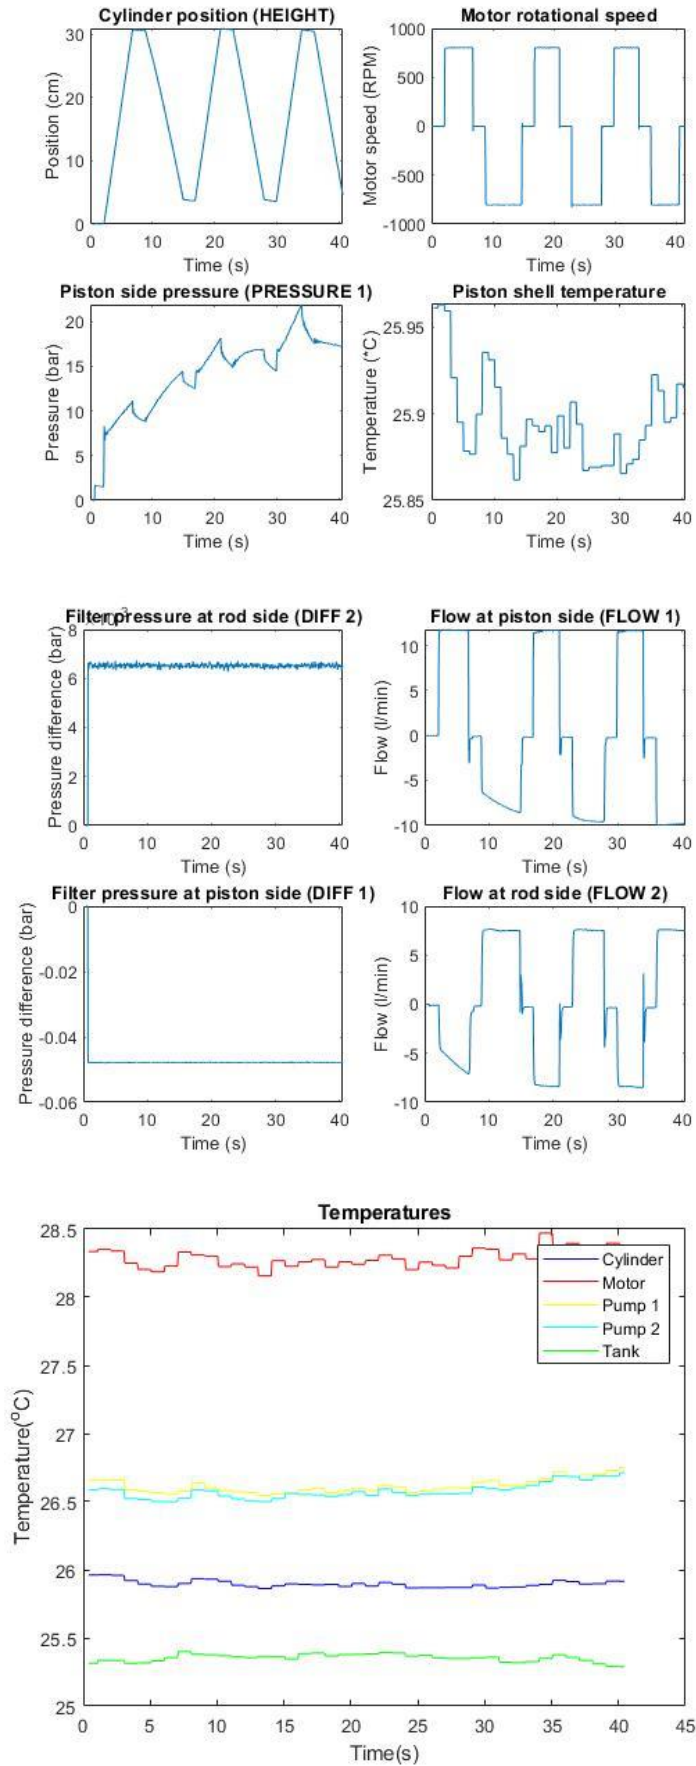 Cylinder position (HEIGHT)
30
20
10
0
Position (cm)
0 10 20 30 40
Time (s)
Motor rotational speed
1000
500
0
-500
-1000
Motor speed (RPM)
0 10 20 30 40
Time (s)
Piston side pressure (PRESSURE 1)
20
15
10
5
0
Pressure (bar)
0 10 20 30 40
Time (s)
Piston shell temperature
25.95
25.9
25.85
Temperature (*C)
0 10 20 30 40
Time (s)
Filter pressure at rod side (DIFF 2)
8
6
4
2
0
Pressure difference (bar)
0 10 20 30 40
Time (s)
Flow at piston side (FLOW 1)
10
5
0
-5
-10
Flow (l/min)
0 10 20 30 40
Time (s)
Filter pressure at piston side (DIFF 1)
0
-0.02
-0.04
-0.06
Pressure difference (bar)
0 10 20 30 40
Time (s)
Flow at rod side (FLOW 2)
10
5
0
-5
-10
Flow (l/min)
0 10 20 30 40
Time (s)
Temperatures
28.5
28
27.5
27
26.5
26
25.5
25
Temperature(°C)
Cylinder
Motor
Pump 1
Pump 2
Tank
0 5 10 15 20 25 30 35 40 45
Time(s)